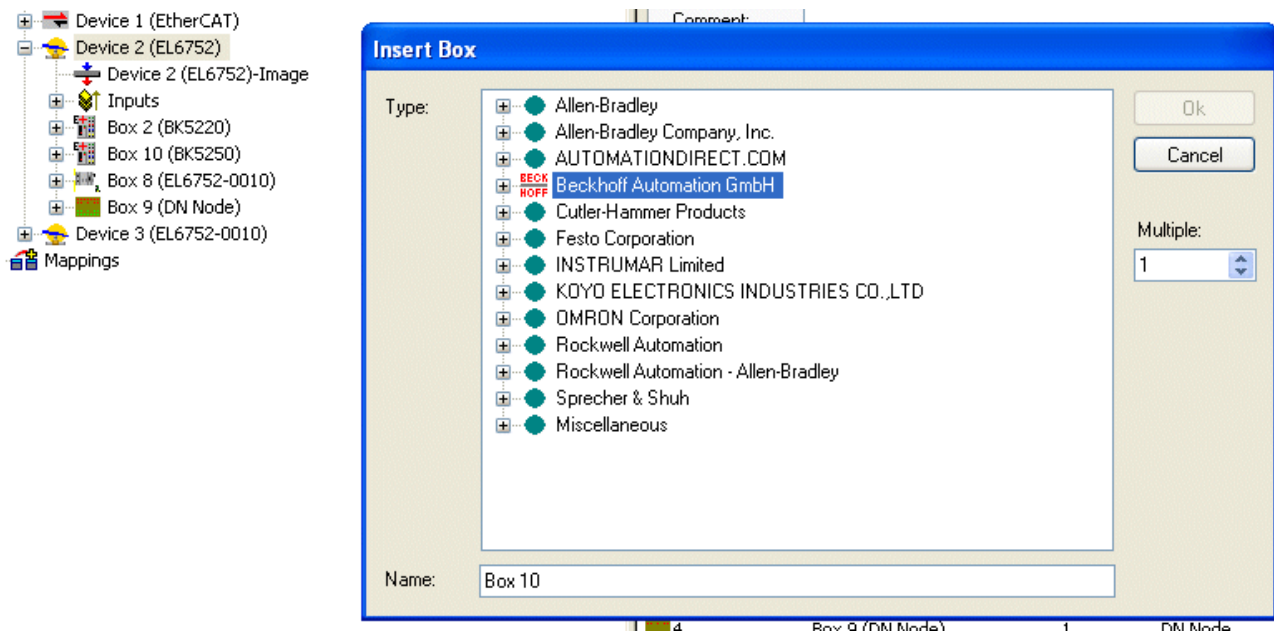 Device 1 (EtherCAT)
Device 2 (EL6752)
Device 2 (EL6752)-Image
Inputs
Box 2 (BK5220)
Box 10 (BK5250)
Box 8 (EL6752-0010)
Box 9 (DN Node)
Device 3 (EL6752-0010)
Mappings
Comment:
Insert Box
Type:
Allen-Bradley
Allen-Bradley Company, Inc.
AUTOMATIONDIRECT.COM
BECK
HOFF
Beckhoff Automation GmbH
Cutler-Hammer Products
Festo Corporation
INSTRUMAR Limited
KOYO ELECTRONICS INDUSTRIES CO.,LTD
OMRON Corporation
Rockwell Automation
Rockwell Automation - Allen-Bradley
Sprecher & Shuh
Miscellaneous
Ok
Cancel
Multiple:
1
Name:
Box 10
4 Box 9 (DN Node) 1 DN Node